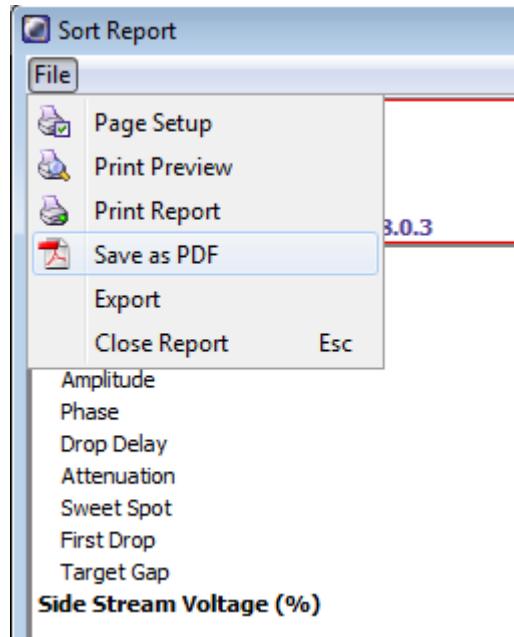 Sort Report
File
Page Setup
Print Preview
Print Report
3.0.3
Save as PDF
Export
Close Report Esc
Amplitude
Phase
Drop Delay
Attenuation
Sweet Spot
First Drop
Target Gap
Side Stream Voltage (%)